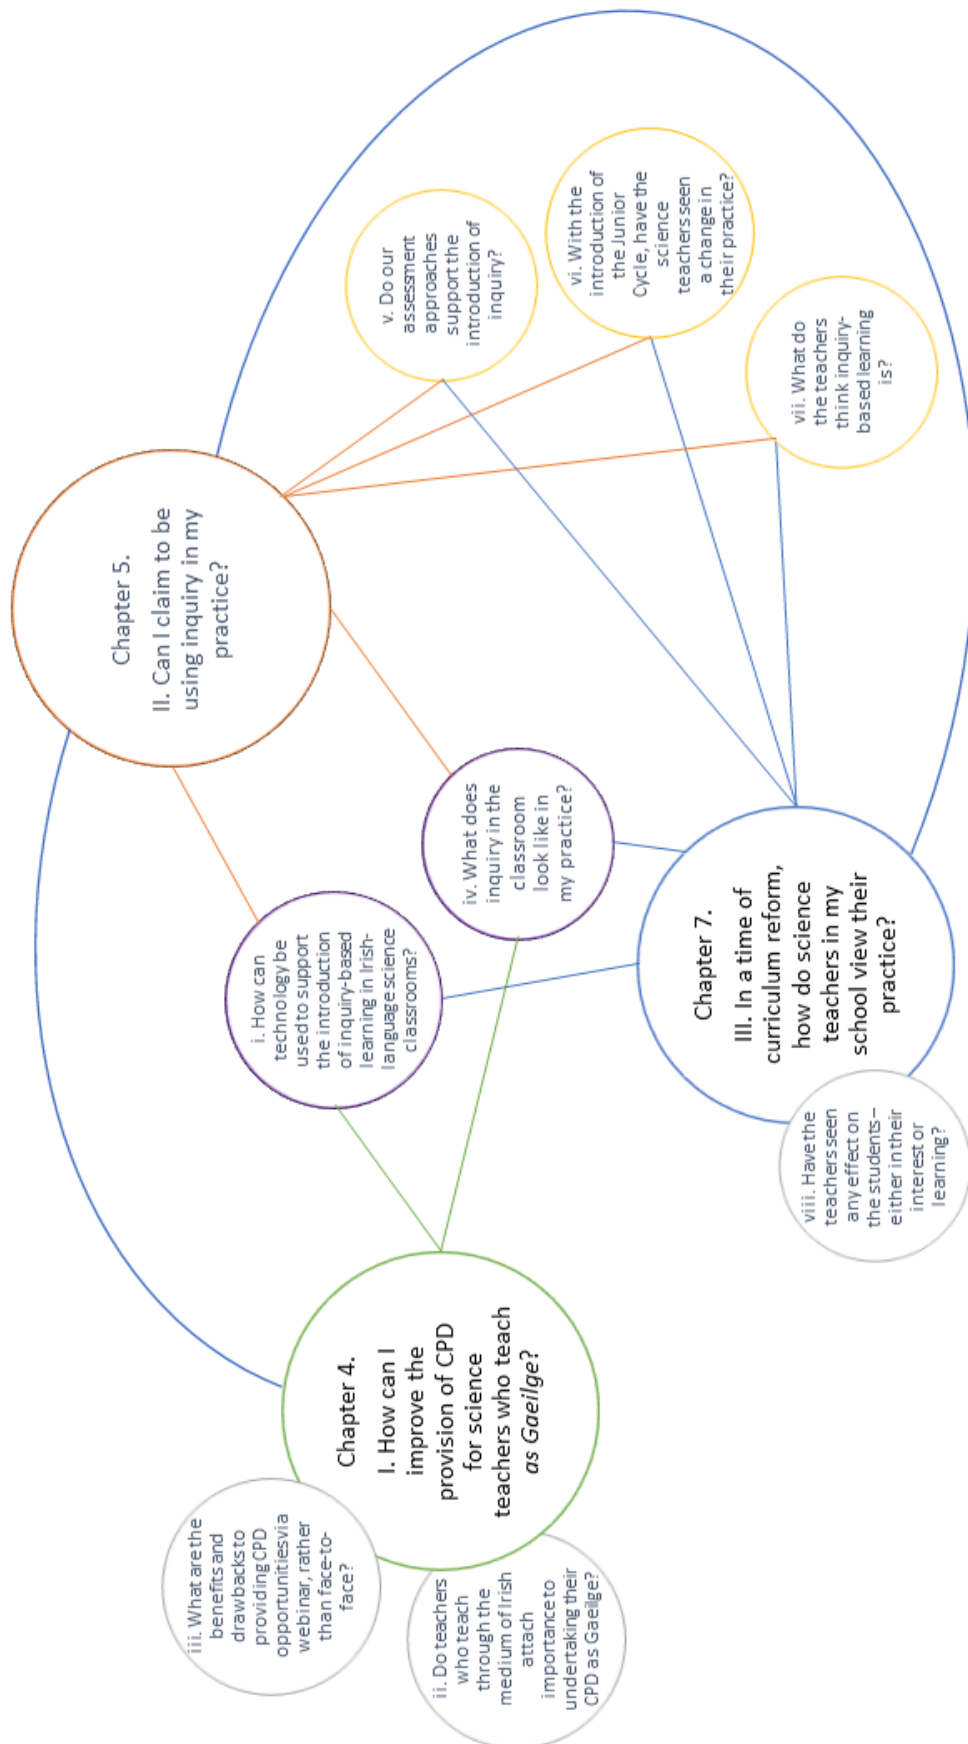 Chapter 5.
II. Can I claim to be
using inquiry in my
practice?
iii. What are the
benefits and
drawbacks to
providing CPD
opportunities via
webinar, rather
than face-to-
face?
Chapter 4.
I. How can I
improve the
provision of CPD
for science
teachers who teach
as Gaeilge?
ii. Do teachers
who teach
through the
medium of Irish
attach
importance to
undertaking their
CPD as Gaeilge?
i. How can
technology be
used to support
the introduction
of inquiry-based
learning in Irish-
language science
classrooms?
iv. What does
inquiry in the
classroom
look like in
my practice?
v. Do our
assessment
approaches
support the
introduction of
inquiry?
vi. With the
introduction of
the Junior
Cycle, have the
science
teachers seen
a change in
their practice?
vii. What do
the teachers
think inquiry-
based learning
is?
Chapter 7.
III. In a time of
curriculum reform,
how do science
teachers in my
school view their
practice?
viii. Have the
teachers seen
any effect on
the students –
either in their
interest or
learning?